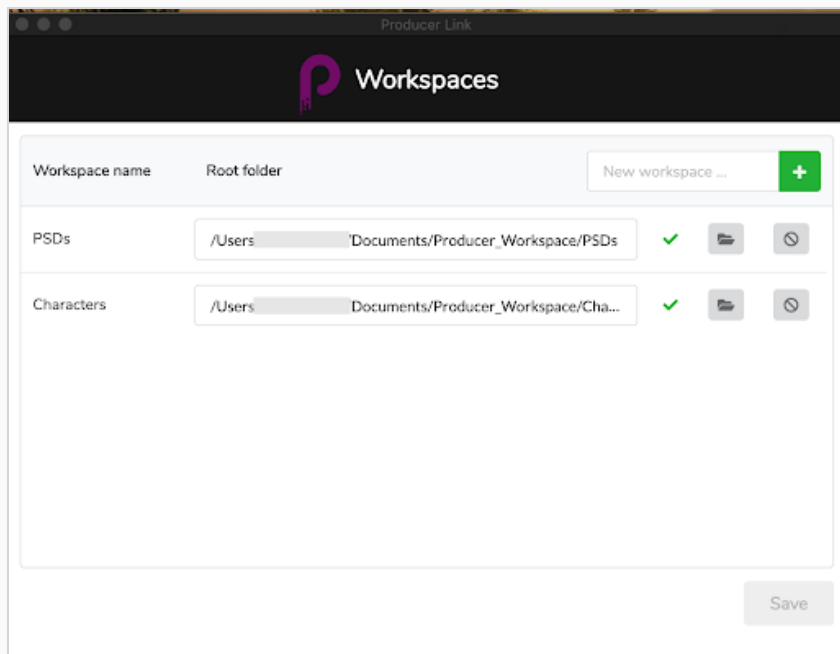 Producer Link
Workspaces
Workspace name Root folder New workspace ...
PSDs /Users /Documents/Producer_Workspace/PSDs
Characters /Users Documents/Producer_Workspace/Cha...
Save